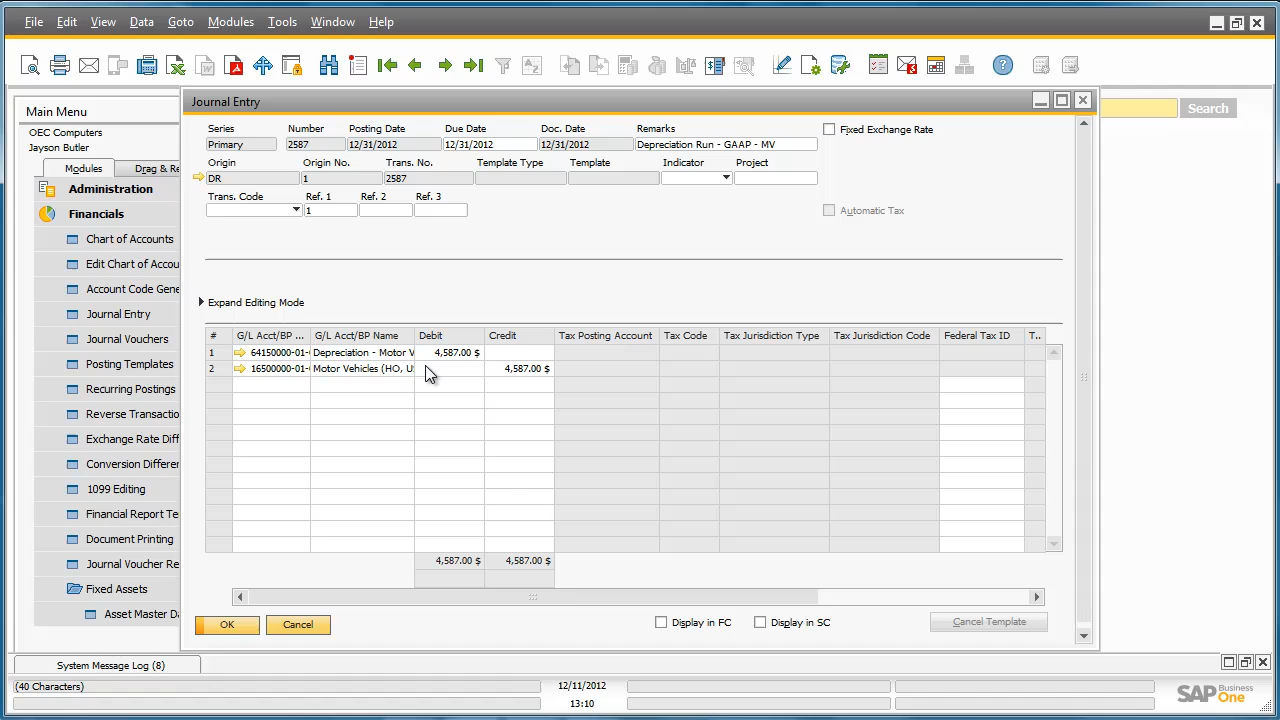 File Edit View Data Goto Modules Tools Window Help
Main Menu
OEC Computers
Jayson Butler
Modules Drag & Re
Administration
Financials
Chart of Accounts
Edit Chart of Accou
Account Code Gene
Journal Entry
Journal Vouchers
Posting Templates
Recurring Postings
Reverse Transactio
Exchange Rate Diff
Conversion Differer
1099 Editing
Financial Report Te
Document Printing
Journal Voucher Re
Fixed Assets
Asset Master Da
Search
Journal Entry
Series Number Posting Date Due Date Doc. Date Remarks
Primary 2587 12/31/2012 12/31/2012 12/31/2012 Depreciation Run - GAAP - MV
Fixed Exchange Rate
Origin Origin No. Trans. No. Template Type Template Indicator Project
DR 1 2587
Trans. Code Ref. 1 Ref. 2 Ref. 3
1
Automatic Tax
Expand Editing Mode
# G/L Acct/BP ... G/L Acct/BP Name Debit Credit Tax Posting Account Tax Code Tax Jurisdiction Type Tax Jurisdiction Code Federal Tax ID T..
1 64150000-01-( Depreciation - Motor V 4,587.00 $
2 16500000-01-( Motor Vehicles (HO, U 4,587.00 $
4,587.00 $ 4,587.00 $
OK Cancel
Display in FC Display in SC Cancel Template
System Message Log (8)
(40 Characters) 12/11/2012
13:10
SAP Business One